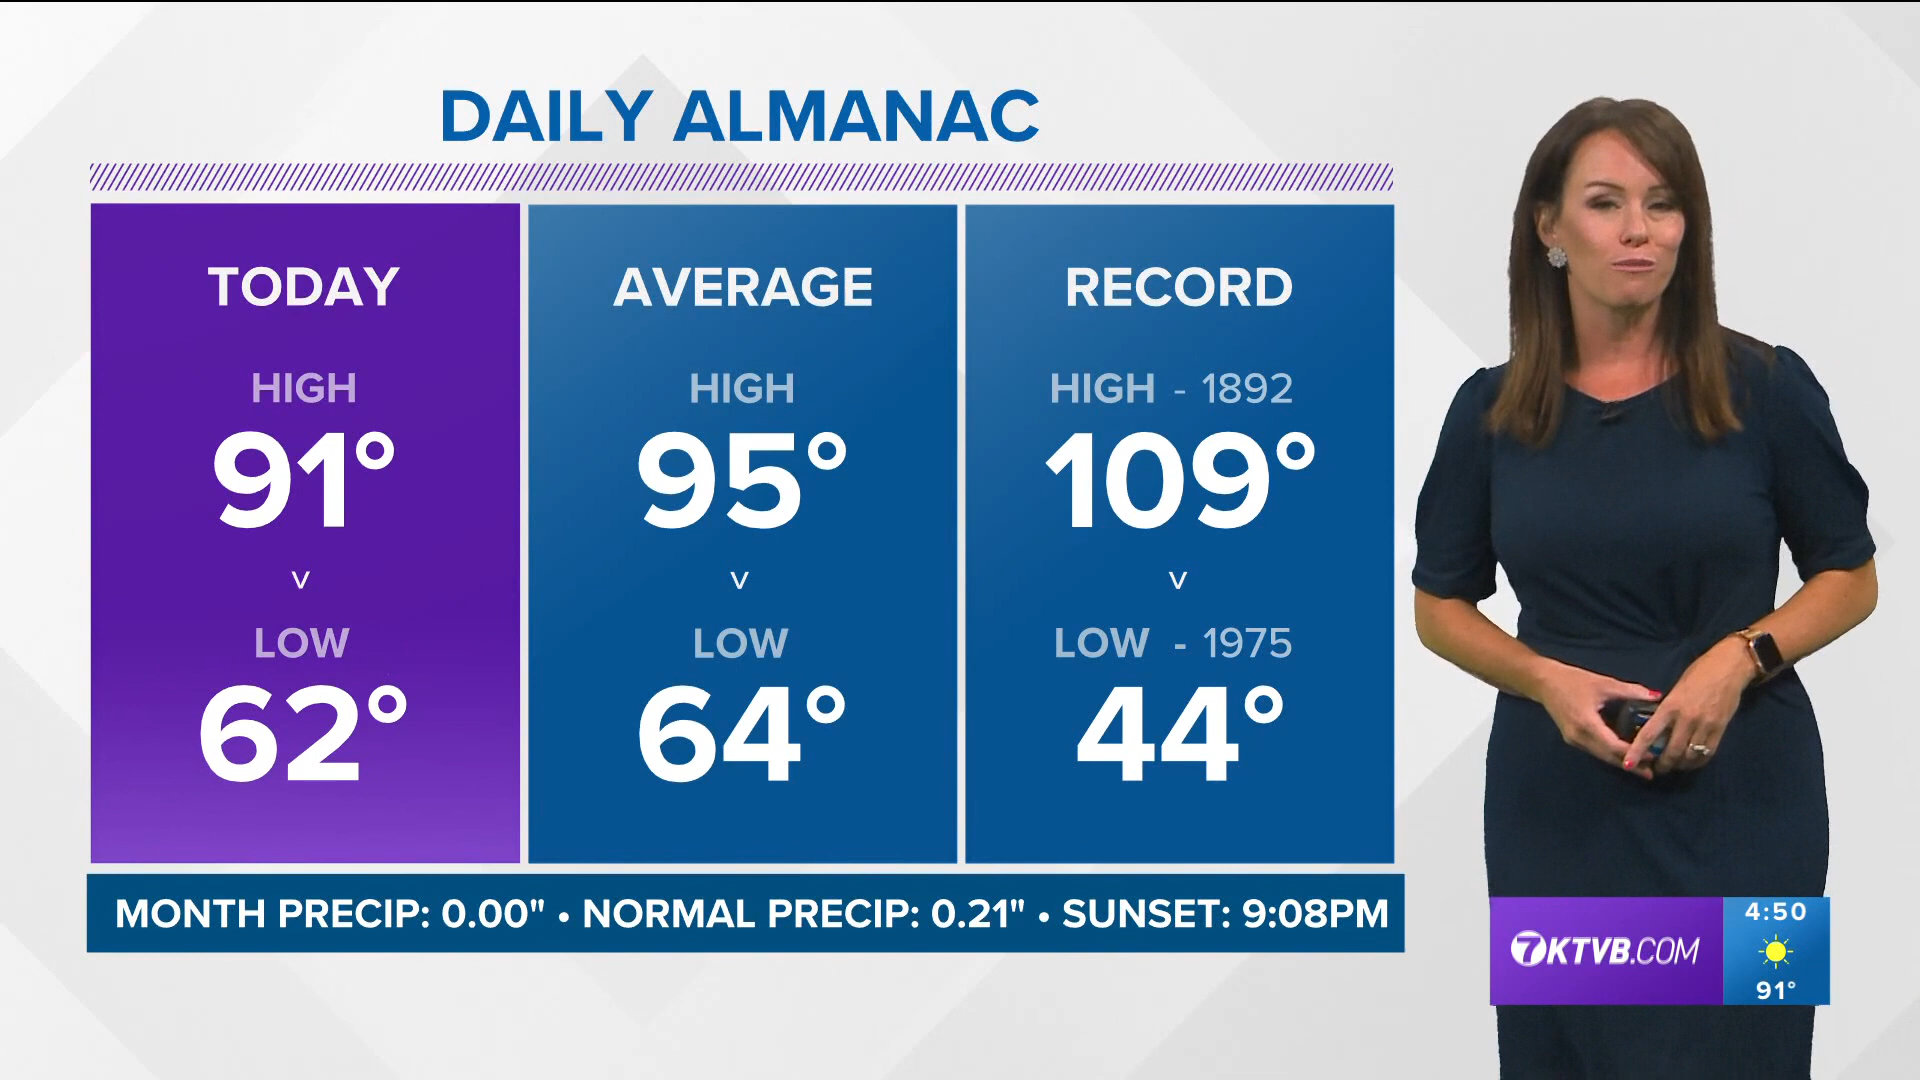 DAILY ALMANAC
TODAY
HIGH
91°
v
LOW
62°
AVERAGE
HIGH
95°
v
LOW
64°
RECORD
HIGH - 1892
109°
v
LOW - 1975
44°
MONTH PRECIP: 0.00" • NORMAL PRECIP: 0.21" • SUNSET: 9:08PM
7KTVB.COM
4:50
91°